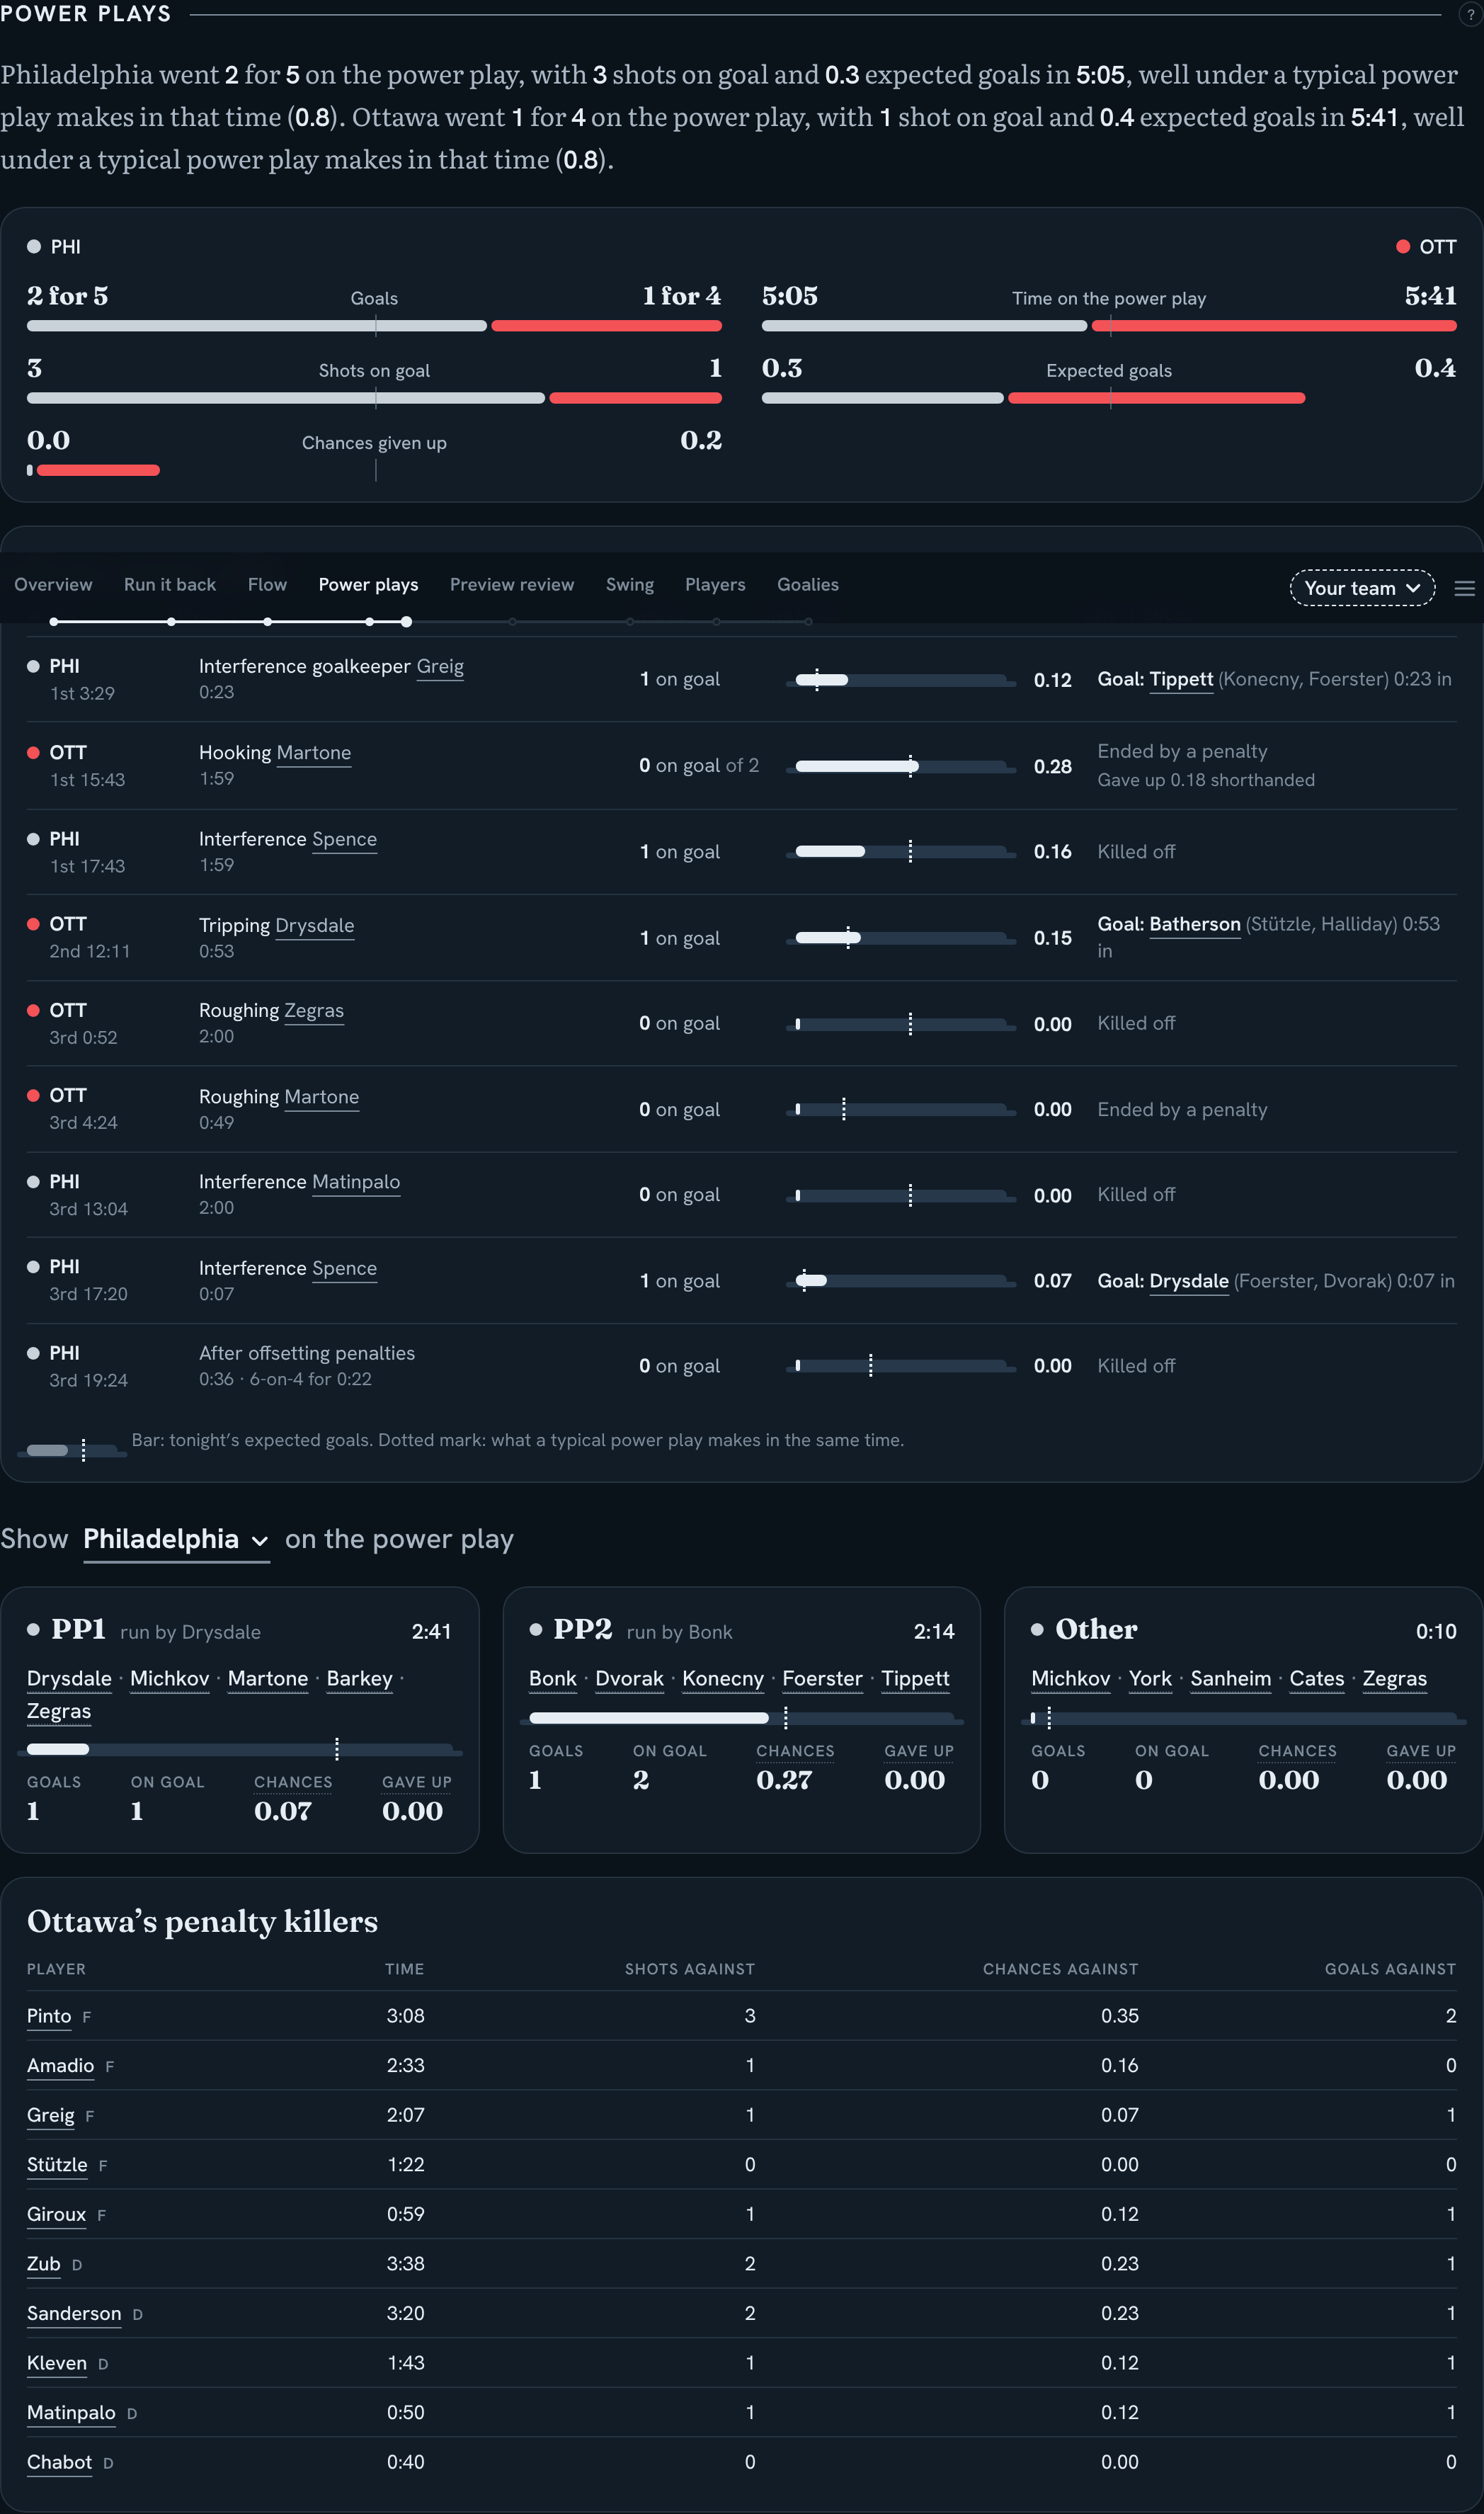 POWER PLAYS
?
Philadelphia went 2 for 5 on the power play, with 3 shots on goal and 0.3 expected goals in 5:05, well under a typical power
play makes in that time (0.8). Ottawa went 1 for 4 on the power play, with 1 shot on goal and 0.4 expected goals in 5:41, well
under a typical power play makes in that time (0.8).
PHI
OTT
2 for 5 Goals 1 for 4
5:05 Time on the power play 5:41
3 Shots on goal 1
0.3 Expected goals 0.4
0.0 Chances given up 0.2
Overview Run it back Flow Power plays Preview review Swing Players Goalies Your team
PHI Interference goalkeeper Greig 1 on goal 0.12 Goal: Tippett (Konecny, Foerster) 0:23 in
1st 3:29 0:23
OTT Hooking Martone 0 on goal of 2 0.28 Ended by a penalty
1st 15:43 1:59 Gave up 0.18 shorthanded
PHI Interference Spence 1 on goal 0.16 Killed off
1st 17:43 1:59
OTT Tripping Drysdale 1 on goal 0.15 Goal: Batherson (Stützle, Halliday) 0:53
2nd 12:11 0:53 in
OTT Roughing Zegras 0 on goal 0.00 Killed off
3rd 0:52 2:00
OTT Roughing Martone 0 on goal 0.00 Ended by a penalty
3rd 4:24 0:49
PHI Interference Matinpalo 0 on goal 0.00 Killed off
3rd 13:04 2:00
PHI Interference Spence 1 on goal 0.07 Goal: Drysdale (Foerster, Dvorak) 0:07 in
3rd 17:20 0:07
PHI After offsetting penalties 0 on goal 0.00 Killed off
3rd 19:24 0:36 · 6-on-4 for 0:22
Bar: tonight's expected goals. Dotted mark: what a typical power play makes in the same time.
Show Philadelphia on the power play
PP1 run by Drysdale 2:41
Drysdale · Michkov · Martone · Barkey ·
Zegras
GOALS ON GOAL CHANCES GAVE UP
1 1 0.07 0.00
PP2 run by Bonk 2:14
Bonk · Dvorak · Konecny · Foerster · Tippett
GOALS ON GOAL CHANCES GAVE UP
1 2 0.27 0.00
Other 0:10
Michkov · York · Sanheim · Cates · Zegras
GOALS ON GOAL CHANCES GAVE UP
0 0 0.00 0.00
Ottawa's penalty killers
PLAYER TIME SHOTS AGAINST CHANCES AGAINST GOALS AGAINST
Pinto F 3:08 3 0.35 2
Amadio F 2:33 1 0.16 0
Greig F 2:07 1 0.07 1
Stützle F 1:22 0 0.00 0
Giroux F 0:59 1 0.12 1
Zub D 3:38 2 0.23 1
Sanderson D 3:20 2 0.23 1
Kleven D 1:43 1 0.12 1
Matinpalo D 0:50 1 0.12 1
Chabot D 0:40 0 0.00 0